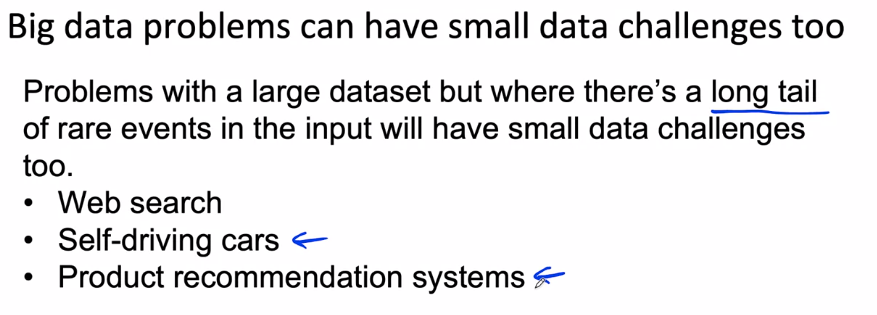 Big data problems can have small data challenges too
Problems with a large dataset but where there's a long tail
of rare events in the input will have small data challenges
too.
• Web search
• Self-driving cars
• Product recommendation systems